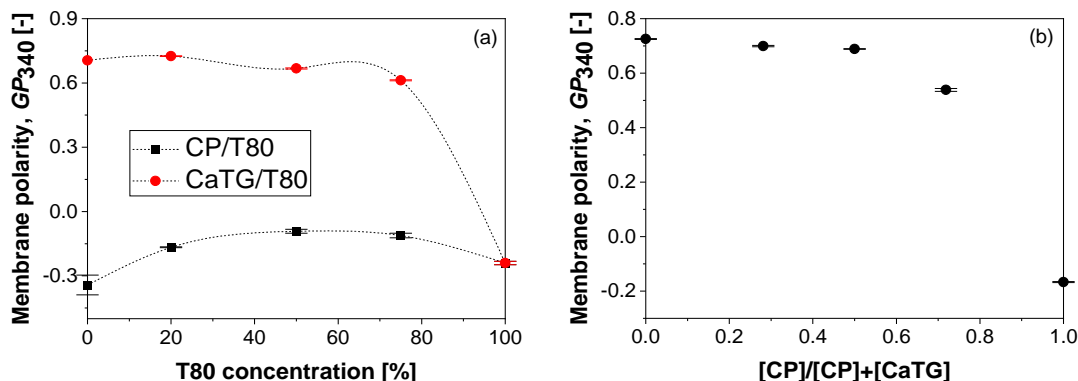 (a)
Membrane polarity, GP340 [-]
0.9
0.6
0.3
0.0
-0.3
CP/T80
CaTG/T80
0 20 40 60 80 100
T80 concentration [%]
(b)
Membrane polarity, GP340 [-]
0.8
0.6
0.4
0.2
0.0
-0.2
0.0 0.2 0.4 0.6 0.8 1.0
[CP]/[CP]+[CaTG]